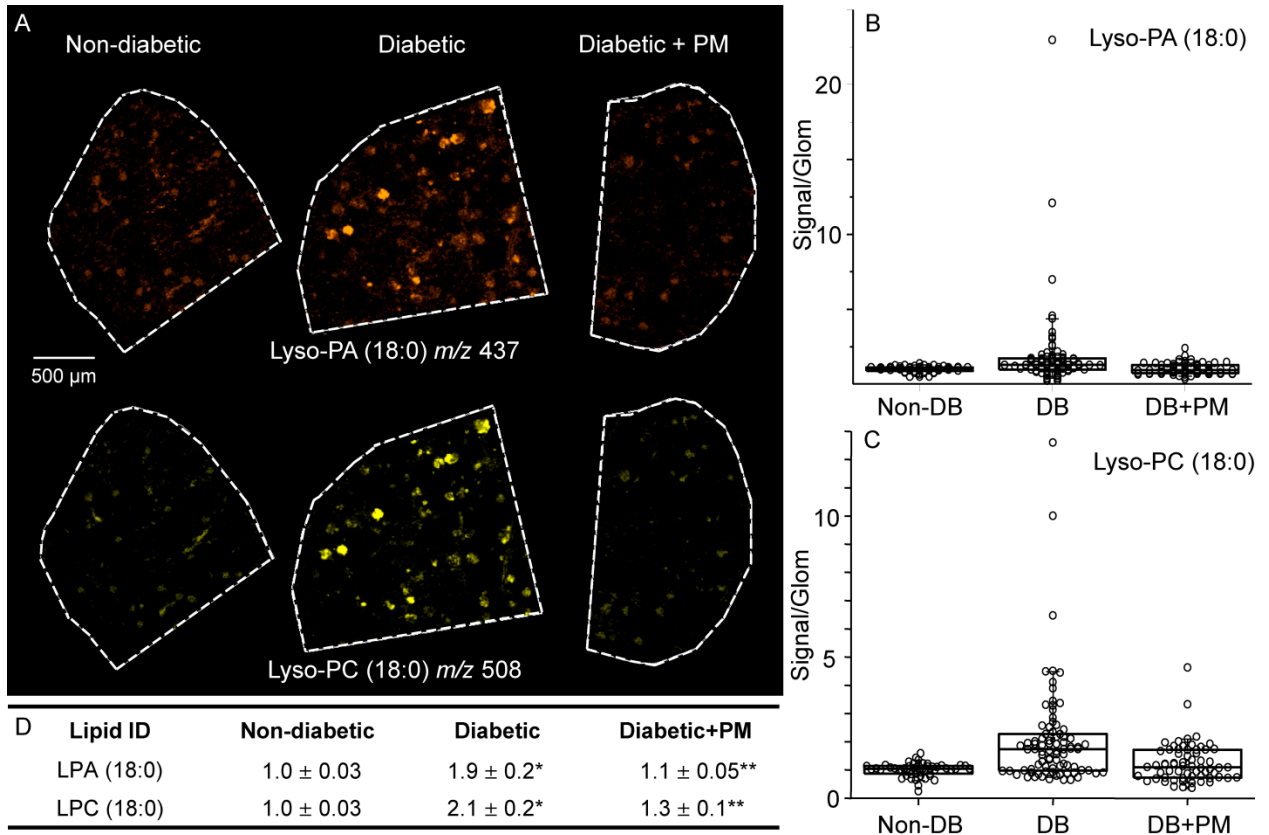 A
Non-diabetic Diabetic Diabetic + PM
Lyso-PA (18:0) m/z 437
500 µm
Lyso-PC (18:0) m/z 508
B
Lyso-PA (18:0)
Signal/Glom
20
10
Non-DB DB DB+PM
C
Lyso-PC (18:0)
Signal/Glom
10
5
0
Non-DB DB DB+PM
D Lipid ID Non-diabetic Diabetic Diabetic+PM
LPA (18:0) 1.0 ± 0.03 1.9 ± 0.2* 1.1 ± 0.05**
LPC (18:0) 1.0 ± 0.03 2.1 ± 0.2* 1.3 ± 0.1**